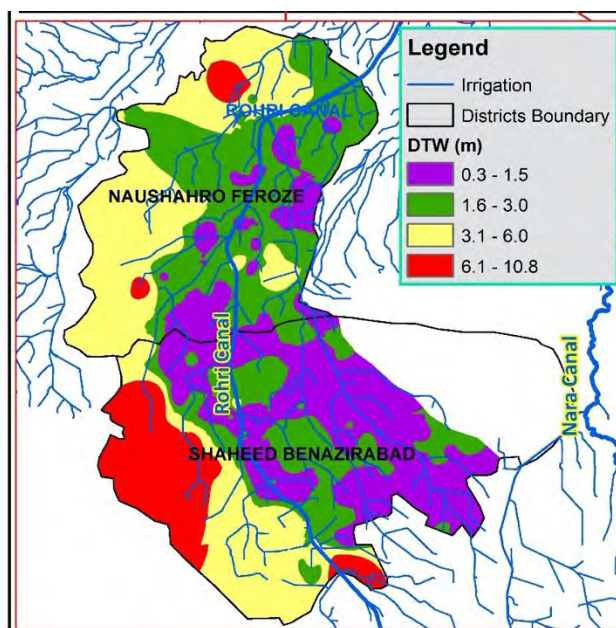 Legend
Irrigation
Districts Boundary
DTW (m)
0.3 - 1.5
1.6 - 3.0
3.1 - 6.0
6.1 - 10.8
ROHRI CANAL
NAUSHAHRO FEROZE
Rohri Canal
Nara Canal
SHAHEED BENAZIRABAD